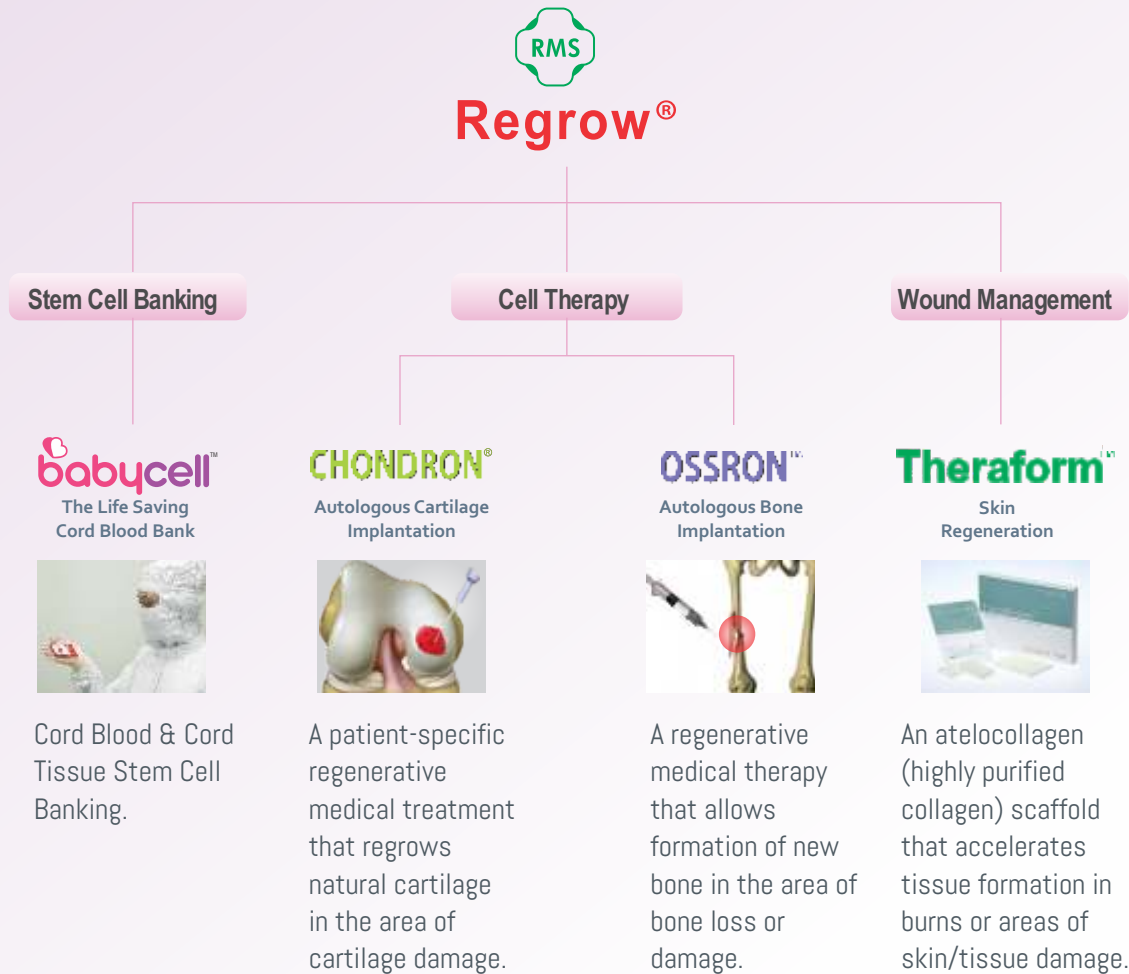 RMS
Regrow®
Stem Cell Banking
Cell Therapy
Wound Management
babycell™
The Life Saving
Cord Blood Bank
CHONDRON®
Autologous Cartilage
Implantation
OSSRON™
Autologous Bone
Implantation
Theraform™
Skin
Regeneration
Cord Blood & Cord
Tissue Stem Cell
Banking.
A patient-specific
regenerative
medical treatment
that regrows
natural cartilage
in the area of
cartilage damage.
A regenerative
medical therapy
that allows
formation of new
bone in the area of
bone loss or
damage.
An atelocollagen
(highly purified
collagen) scaffold
that accelerates
tissue formation in
burns or areas of
skin/tissue damage.